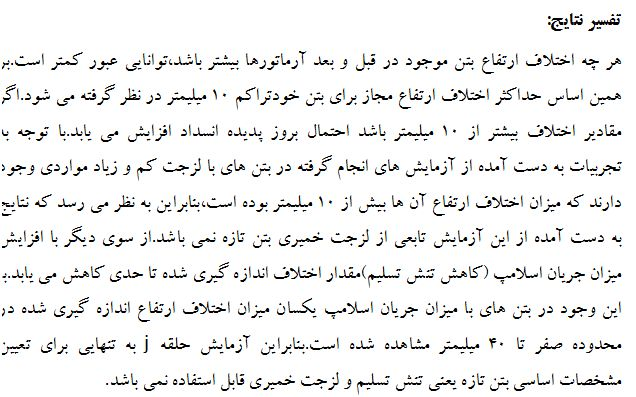 تفسیر نتایج:
هر چه اختلاف ارتفاع بتن موجود در قبل و بعد آرماتورها بیشتر باشد،توانایی عبور کمتر است.بر
همین اساس حداکثر اختلاف ارتفاع مجاز برای بتن خودتراکم ۱۰ میلیمتر در نظر گرفته می شود.اگر
مقادیر اختلاف بیشتر از ۱۰ میلیمتر باشد احتمال بروز پدیده انسداد افزایش می یابد.با توجه به
تجربیات به دست آمده از آزمایش های انجام گرفته در بتن های با لزجت کم و زیاد مواردی وجود
دارند که میزان اختلاف ارتفاع آن ها بیش از ۱۰ میلیمتر بوده است،بنابراین به نظر می رسد که نتایج
به دست آمده از این آزمایش تابعی از لزجت خمیری بتن تازه نمی باشد.از سوی دیگر با افزایش
میزان جریان اسلامپ (کاهش تنش تسلیم)مقدار اختلاف اندازه گیری شده تا حدی کاهش می یابد.با
این وجود در بتن های با میزان جریان اسلامپ یکسان میزان اختلاف ارتفاع اندازه گیری شده در
محدوده صفر تا ۴۰ میلیمتر مشاهده شده است.بنابراین آزمایش حلقه j به تنهایی برای تعیین
مشخصات اساسی بتن تازه یعنی تنش تسلیم و لزجت خمیری قابل استفاده نمی باشد.